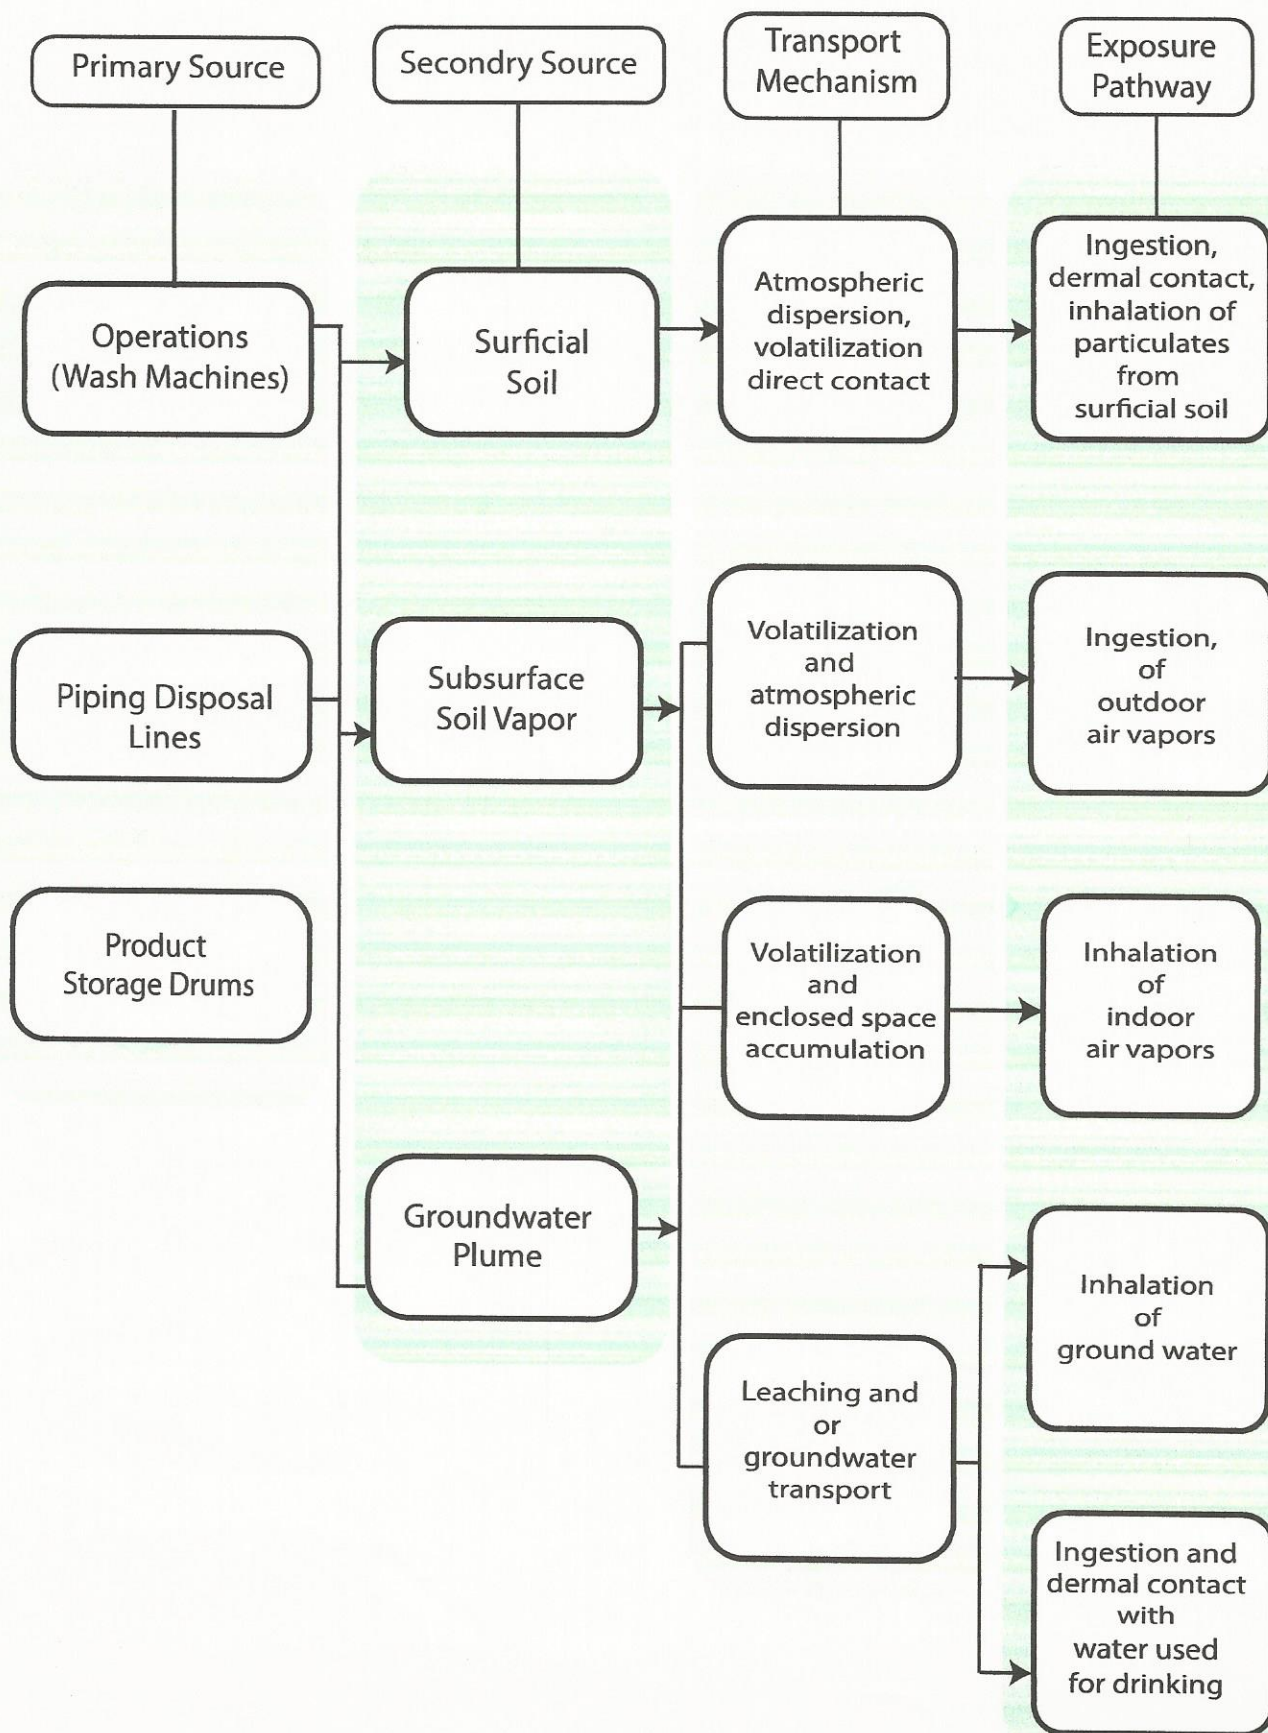 Primary Source
Secondry Source
Transport
Mechanism
Exposure
Pathway
Operations
(Wash Machines)
Surficial
Soil
Atmospheric
dispersion,
volatilization
direct contact
Ingestion,
dermal contact,
inhalation of
particulates
from
surficial soil
Piping Disposal
Lines
Subsurface
Soil Vapor
Volatilization
and
atmospheric
dispersion
Ingestion,
of
outdoor
air vapors
Product
Storage Drums
Volatilization
and
enclosed space
accumulation
Inhalation
of
indoor
air vapors
Groundwater
Plume
Inhalation
of
ground water
Leaching and
or
groundwater
transport
Ingestion and
dermal contact
with
water used
for drinking